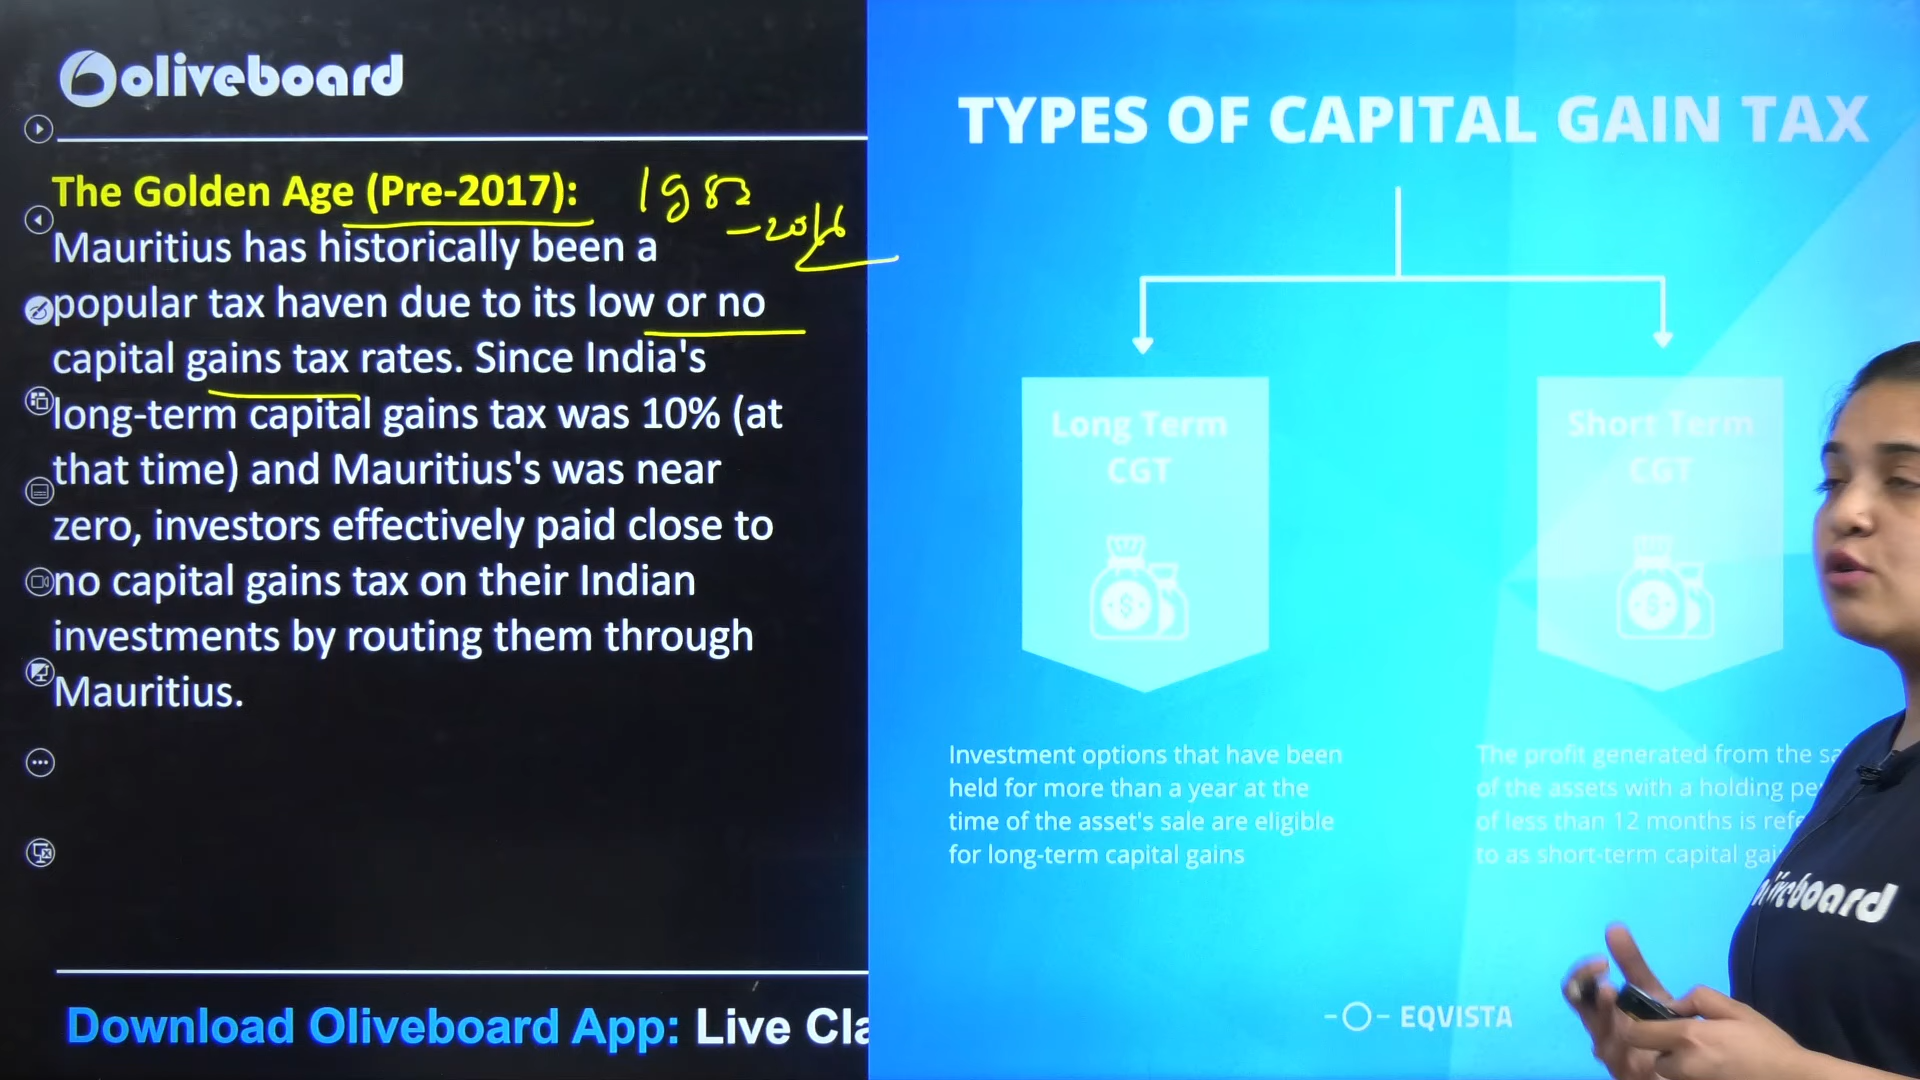 oliveboard
The Golden Age (Pre-2017): 1983
-2016
Mauritius has historically been a
popular tax haven due to its low or no
capital gains tax rates. Since India's
long-term capital gains tax was 10% (at
that time) and Mauritius's was near
zero, investors effectively paid close to
no capital gains tax on their Indian
investments by routing them through
Mauritius.
Download Oliveboard App: Live Cla
TYPES OF CAPITAL GAIN TAX
Long Term
CGT
Investment options that have been
held for more than a year at the
time of the asset's sale are eligible
for long-term capital gains
Short Term
CGT
The profit generated from the sa
of the assets with a holding pe
of less than 12 months is refe
to as short-term capital gai
EQVISTA
oliveboard